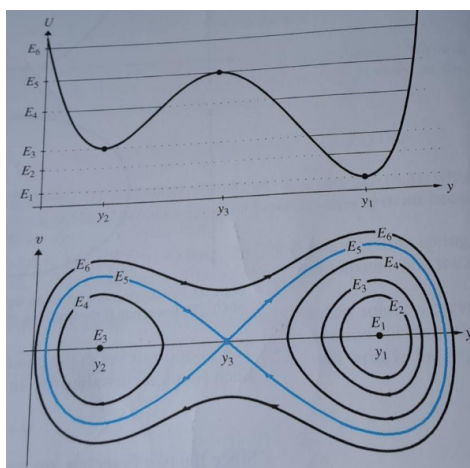 U
E₆
E₅
E₄
E₃
E₂
E₁
y
y₂ y₃ y₁
v
E₆ E₆
E₅ E₅
E₄ E₄
E₃
E₂
E₃ E₁
y
y₂ y₃ y₁